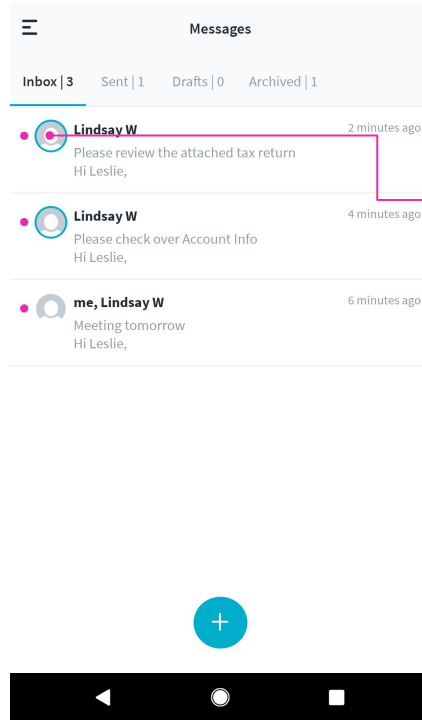 Messages
Inbox | 3 Sent | 1 Drafts | 0 Archived | 1
Lindsay W 2 minutes ago
Please review the attached tax return
Hi Leslie,
Lindsay W 4 minutes ago
Please check over Account Info
Hi Leslie,
me, Lindsay W 6 minutes ago
Meeting tomorrow
Hi Leslie,